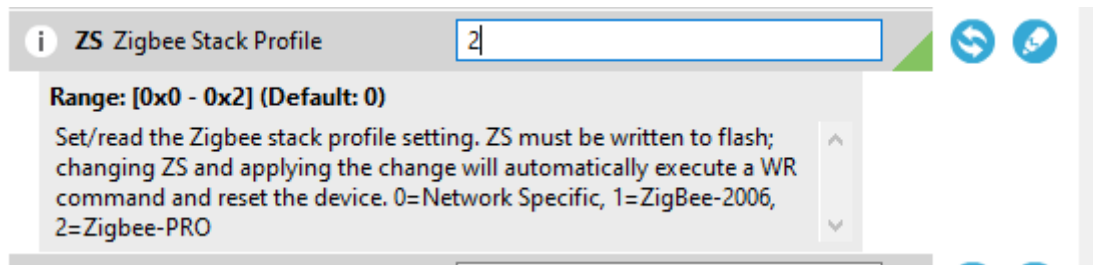 i ZS Zigbee Stack Profile 2
Range: [0x0 - 0x2] (Default: 0)
Set/read the Zigbee stack profile setting. ZS must be written to flash;
changing ZS and applying the change will automatically execute a WR
command and reset the device. 0=Network Specific, 1=ZigBee-2006,
2=Zigbee-PRO